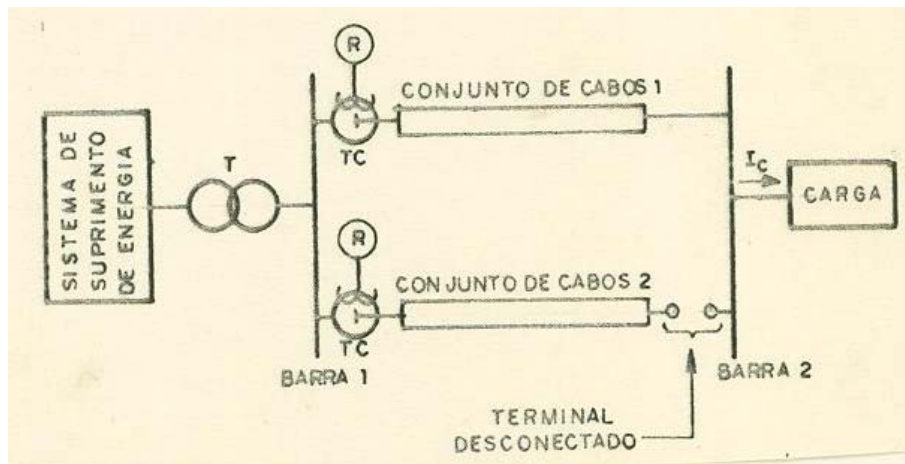 SISTEMA DE
SUPRIMENTO
DE ENERGIA
T
R
TC
CONJUNTO DE CABOS 1
R
TC
CONJUNTO DE CABOS 2
BARRA 1
Ic
CARGA
BARRA 2
TERMINAL
DESCONECTADO